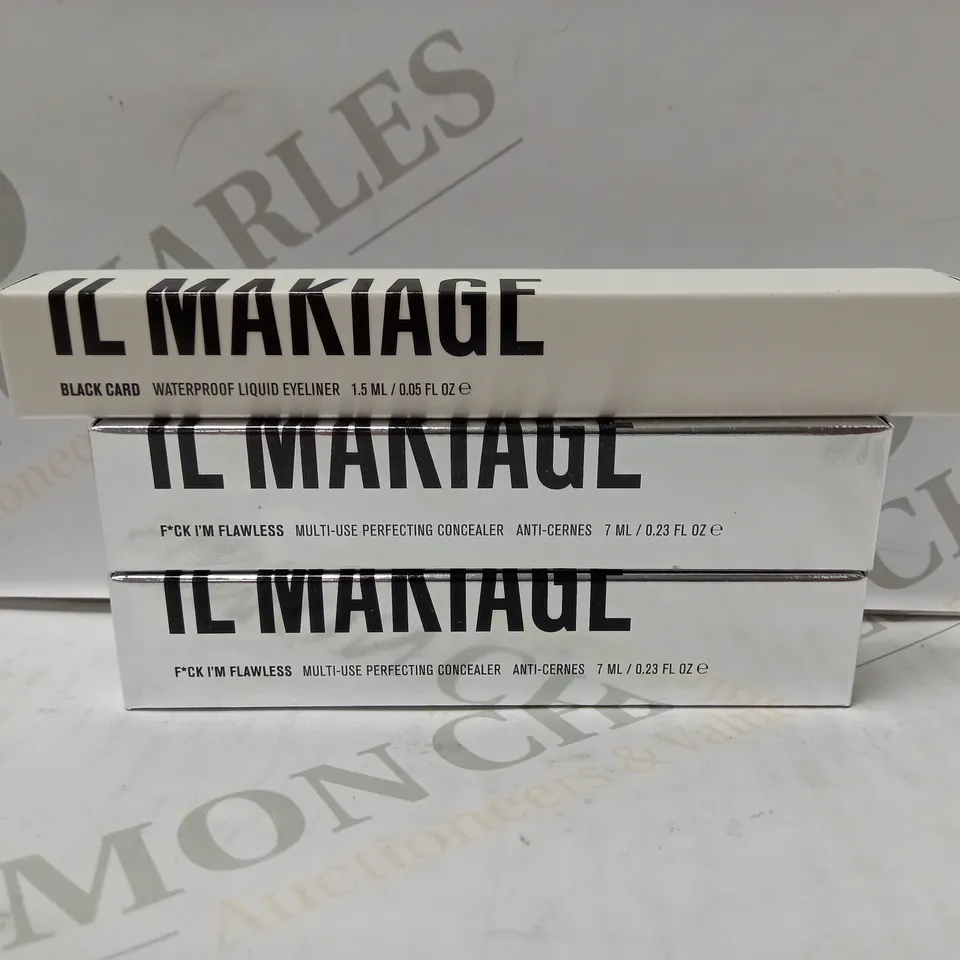 IL MAKIAGE
BLACK CARD WATERPROOF LIQUID EYELINER 1.5 ML / 0.05 FL OZ ℮
IL MAKIAGE
F*CK I'M FLAWLESS MULTI-USE PERFECTING CONCEALER ANTI-CERNES 7 ML / 0.23 FL OZ ℮
IL MAKIAGE
F*CK I'M FLAWLESS MULTI-USE PERFECTING CONCEALER ANTI-CERNES 7 ML / 0.23 FL OZ ℮
Auctioneers & Valu